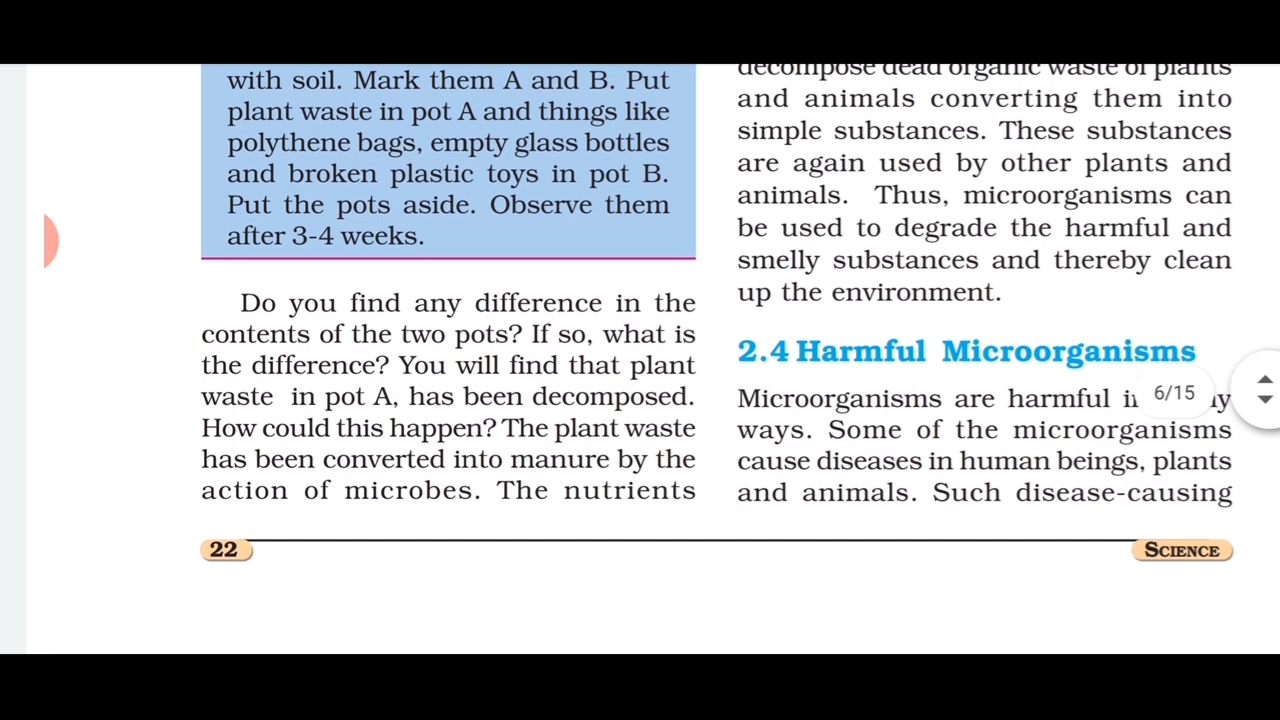 with soil. Mark them A and B. Put
plant waste in pot A and things like
polythene bags, empty glass bottles
and broken plastic toys in pot B.
Put the pots aside. Observe them
after 3-4 weeks.
Do you find any difference in the
contents of the two pots? If so, what is
the difference? You will find that plant
waste in pot A, has been decomposed.
How could this happen? The plant waste
has been converted into manure by the
action of microbes. The nutrients
decompose dead organic waste of plants
and animals converting them into
simple substances. These substances
are again used by other plants and
animals. Thus, microorganisms can
be used to degrade the harmful and
smelly substances and thereby clean
up the environment.
2.4 Harmful Microorganisms
Microorganisms are harmful
ways. Some of the microorganisms
cause diseases in human beings, plants
and animals. Such disease-causing
6/15
22
SCIENCE